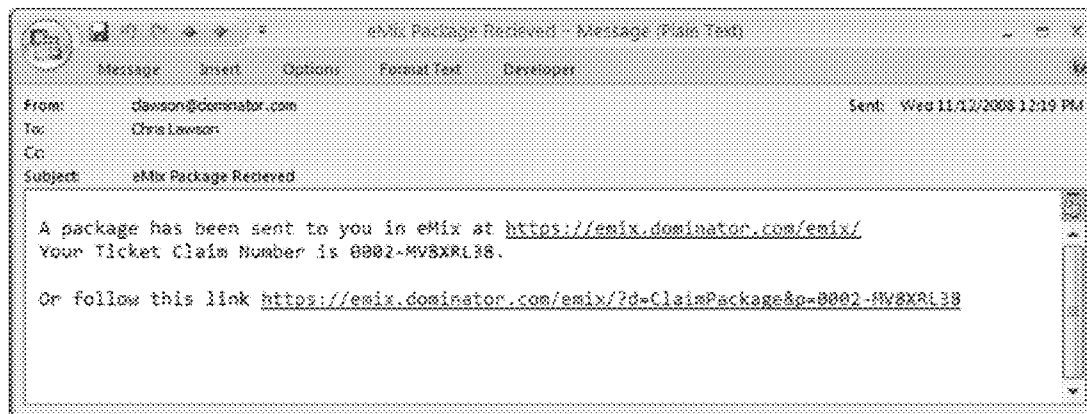 eMix Package Recieved - Message (Plain Text)
Message Insert Options Format Text Developer
From: clawson@dominator.com Sent: Wed 11/12/2008 12:19 PM
To: Chris Lawson
Cc:
Subject: eMix Package Recieved
A package has been sent to you in eMix at https://emix.dominator.com/emix/
Your Ticket Claim Number is 0002-MV8XRL38.
Or follow this link https://emix.dominator.com/emix/?d=ClaimPackage&p=0002-MV8XRL38